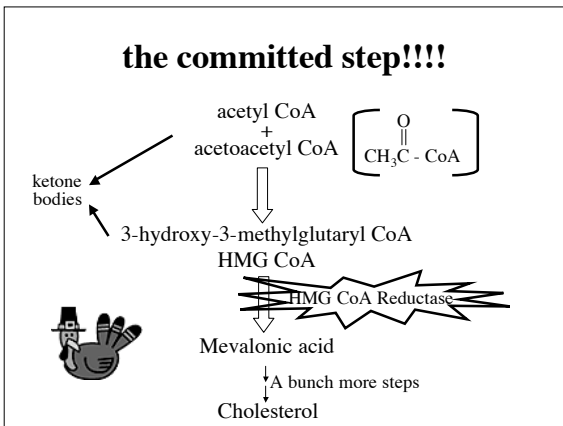 the committed step!!!!
acetyl CoA
+
acetoacetyl CoA
O
CH₃C - CoA
ketone
bodies
3-hydroxy-3-methylglutaryl CoA
HMG CoA
HMG CoA Reductase
Mevalonic acid
A bunch more steps
Cholesterol